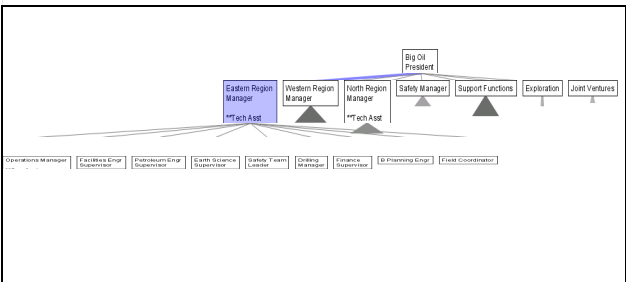 Big Oil
President
Eastern Region
Manager
**Tech Asst
Western Region
Manager
North Region
Manager
**Tech Asst
Safety Manager
Support Functions
Exploration
Joint Ventures
Operations Manager
Facilities Engr
Supervisor
Petroleum Engr
Supervisor
Earth Science
Supervisor
Safety Team
Leader
Drilling
Manager
Finance
Supervisor
B Planning Engr
Field Coordinator